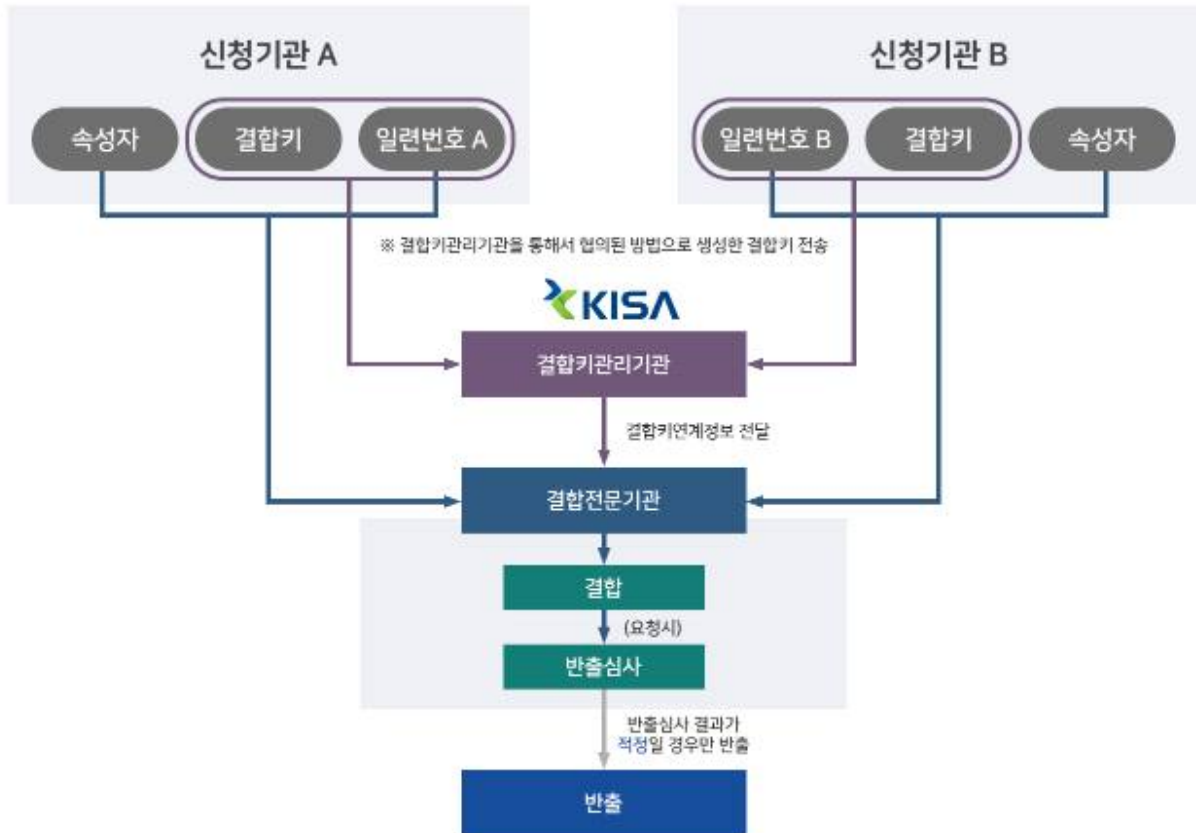 신청기관 A
신청기관 B
속성자
결합키
일련번호 A
일련번호 B
결합키
속성자
※ 결합키관리기관을 통해서 협의된 방법으로 생성한 결합키 전송
KISA
결합키관리기관
결합키연계정보 전달
결합전문기관
결합
(요청시)
반출심사
반출심사 결과가
적정일 경우만 반출
반출